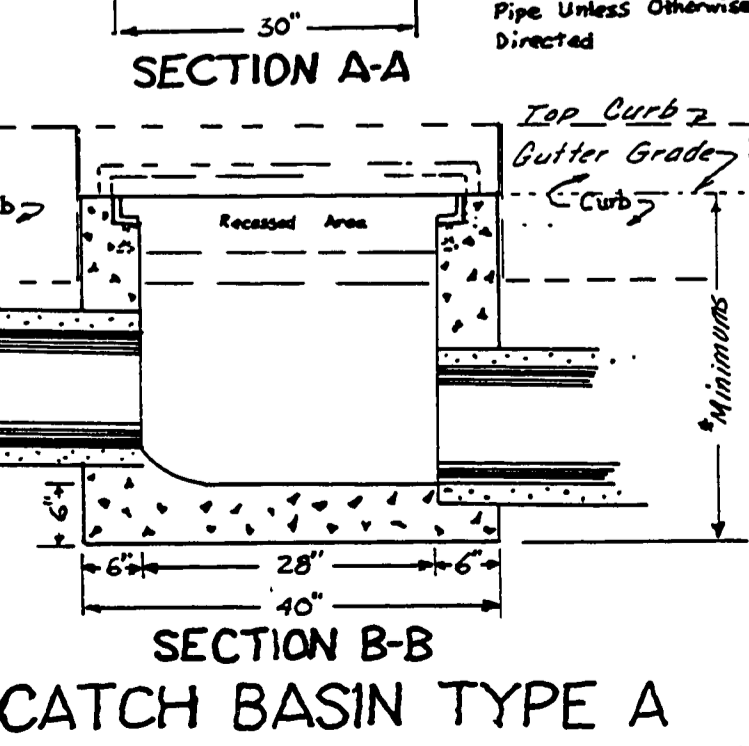 30"
Pipe Unless Otherwise
Directed
SECTION A-A
Top Curb
Gutter Grade
Curb
Recessed Area
*Minimums
6"
6" 28" 6"
40"
SECTION B-B
CATCH BASIN TYPE A